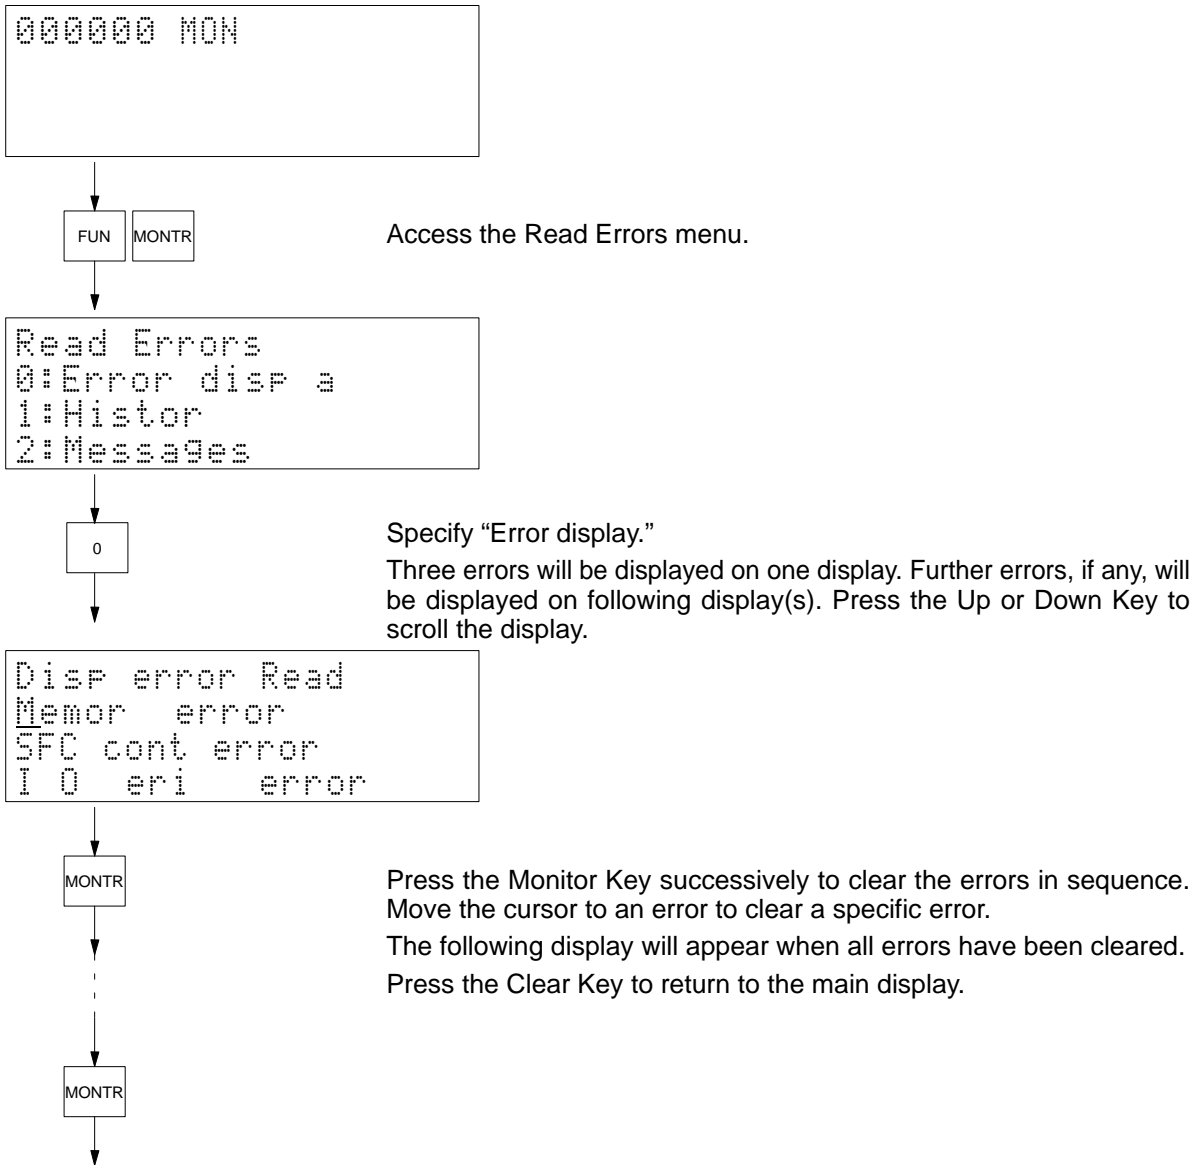 000000 MON
FUN MONTR
Access the Read Errors menu.
Read Errors
0:Error disp a
1:Histor
2:Messages
0
Specify “Error display.”
Three errors will be displayed on one display. Further errors, if any, will
be displayed on following display(s). Press the Up or Down Key to
scroll the display.
Disp error Read
Memor error
SFC cont error
I O eri error
MONTR
Press the Monitor Key successively to clear the errors in sequence.
Move the cursor to an error to clear a specific error.
The following display will appear when all errors have been cleared.
Press the Clear Key to return to the main display.
MONTR